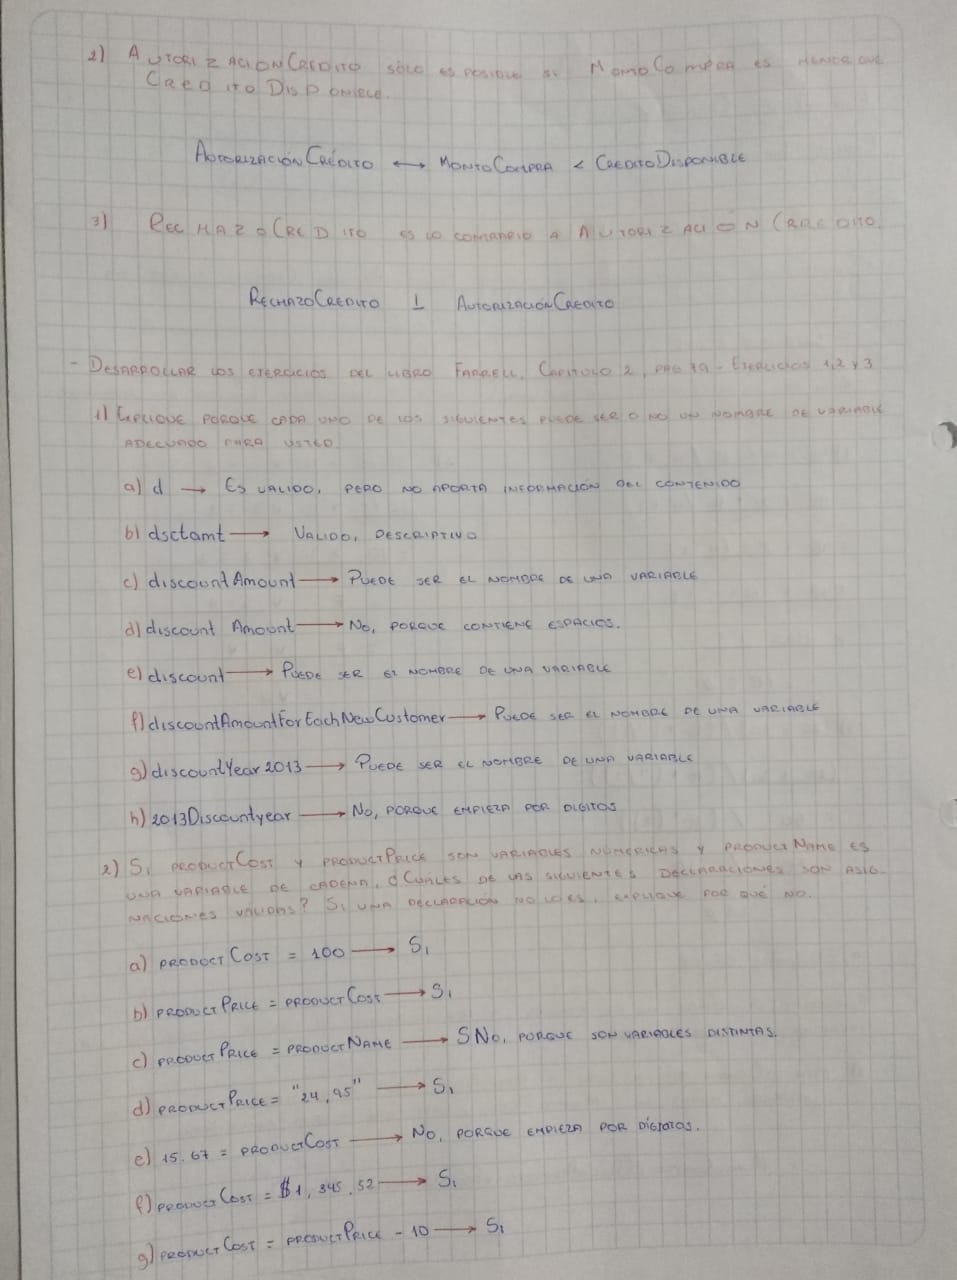 2) AUTORIZACIONCREDITO SOLO ES POSIBLE SI MONTOCOMPRA ES MENOR QUE
CREDITODISPONIBLE.
AUTORIZACIÓNCRÉDITO ↔ MONTOCOMPRA < CREDITODISPONIBLE
3) RECHAZOCREDITO ES LO CONTRARIO A AUTORIZACIONCREDITO.
RECHAZOCREDITO ⊥ AUTORIZACIÓNCREDITO
- DESARROLLAR LOS EJERCICIOS DEL LIBRO FARRELL, CAPITULO 2, PAG 79 - EJERCICIOS 1,2 Y 3
1) EXPLIQUE PORQUE CADA UNO DE LOS SIGUIENTES PUEDE SER O NO UN NOMBRE DE VARIABLE
ADECUADO PARA USTED
a) d → ES VALIDO, PERO NO APORTA INFORMACIÓN DEL CONTENIDO
b) dsctamt → VALIDO, DESCRIPTIVO
c) discountAmount → PUEDE SER EL NOMBRE DE UNA VARIABLE
d) discount Amount → NO, PORQUE CONTIENE ESPACIOS.
e) discount → PUEDE SER EL NOMBRE DE UNA VARIABLE
f) discountAmountForEachNewCustomer → PUEDE SER EL NOMBRE DE UNA VARIABLE
g) discountYear2013 → PUEDE SER EL NOMBRE DE UNA VARIABLE
h) 2013Discountyear → NO, PORQUE EMPIEZA POR DIGITOS
2) SI PRODUCTCOST Y PRODUCTPRICE SON VARIABLES NUMERICAS Y PRODUCTNAME ES
UNA VARIABLE DE CADENA, ¿CUALES DE LAS SIGUIENTES DECLARACIONES SON ASIG-
NACIONES VALIDAS? SI UNA DECLARACION NO LO ES, EXPLIQUE POR QUÉ NO.
a) PRODUCTCOST = 100 → SI
b) PRODUCTPRICE = PRODUCTCOST → SI
c) PRODUCTPRICE = PRODUCTNAME → SNO, PORQUE SON VARIABLES DISTINTAS.
d) PRODUCTPRICE = "24,95" → SI
e) 15.67 = PRODUCTCOST → NO, PORQUE EMPIEZA POR DÍGITOS.
f) PRODUCTCOST = $1,345.52 → SI
g) PRODUCTCOST = PRODUCTPRICE - 10 → SI